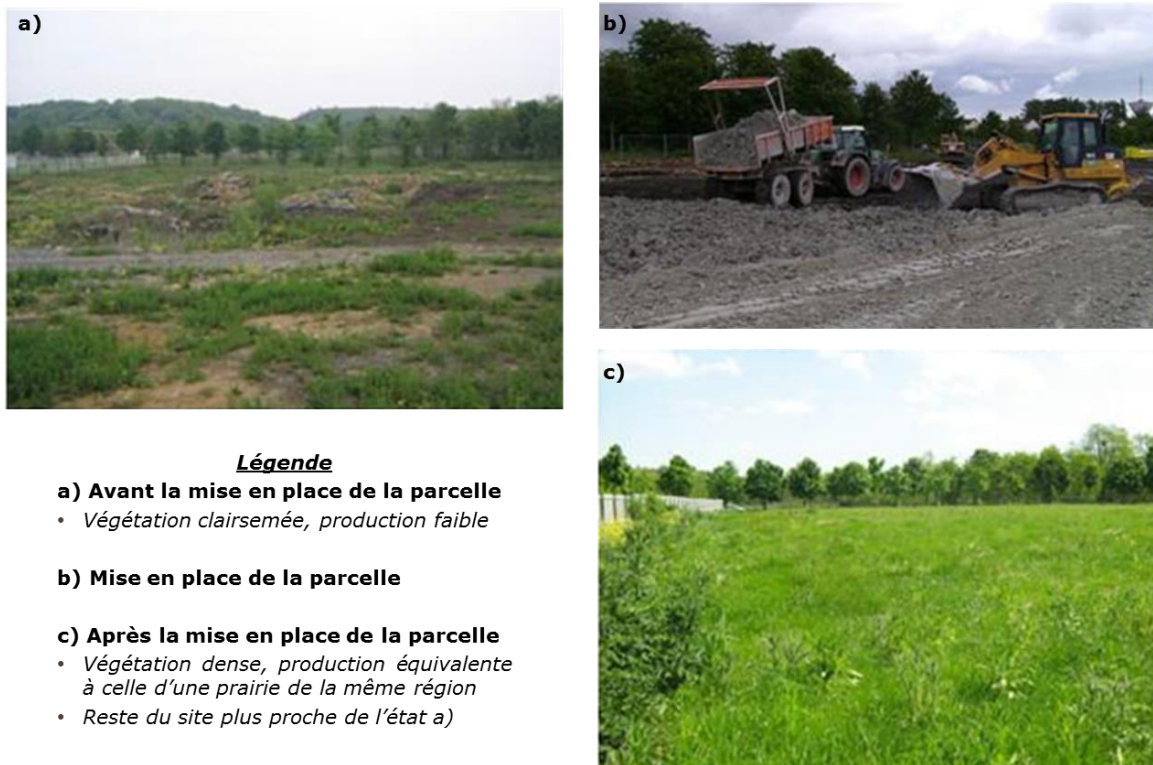 a)
b)
c)
Légende
a) Avant la mise en place de la parcelle
• Végétation clairsemée, production faible
b) Mise en place de la parcelle
c) Après la mise en place de la parcelle
• Végétation dense, production équivalente
à celle d’une prairie de la même région
• Reste du site plus proche de l’état a)